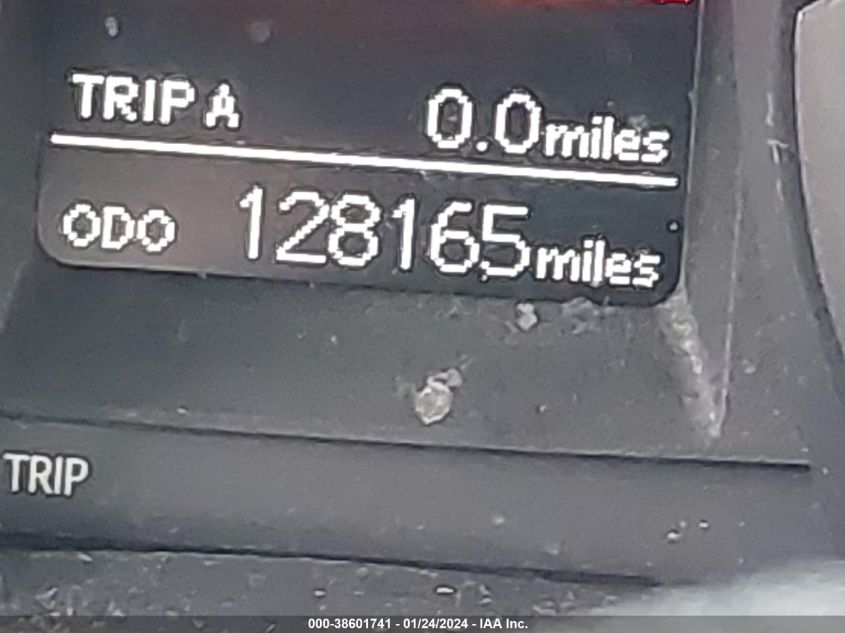 TRIP A 0.0miles
ODO 128165miles
TRIP
000-38601741 - 01/24/2024 - IAA Inc.